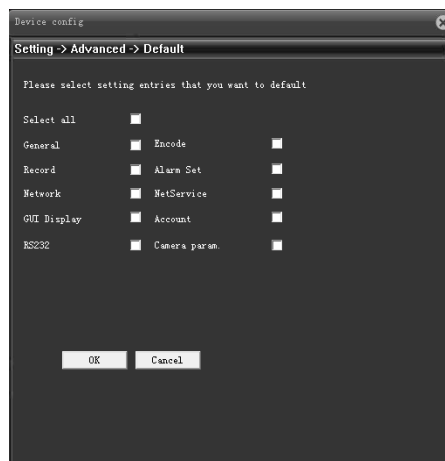 Device config
Setting -> Advanced -> Default
Please select setting entries that you want to default
Select all
General Encode
Record Alarm Set
Network NetService
GUI Display Account
RS232 Camera param.
OK Cancel